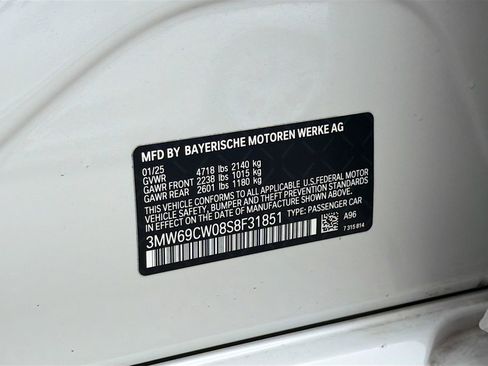 MFD BY BAYERISCHE MOTOREN WERKE AG
01/25 4718 lbs 2140 kg
GVWR
GAWR FRONT 2238 lbs 1015 kg
GAWR REAR 2601 lbs 1180 kg
THIS VEHICLE CONFORMS TO ALL APPLICABLE U.S. FEDERAL MOTOR
VEHICLE SAFETY, BUMPER, AND THEFT PREVENTION STANDARDS
IN EFFECT ON THE DATE OF MANUFACTURE SHOWN ABOVE.
3MW69CW08S8F31851 TYPE: PASSENGER CAR
A96
7 315 814